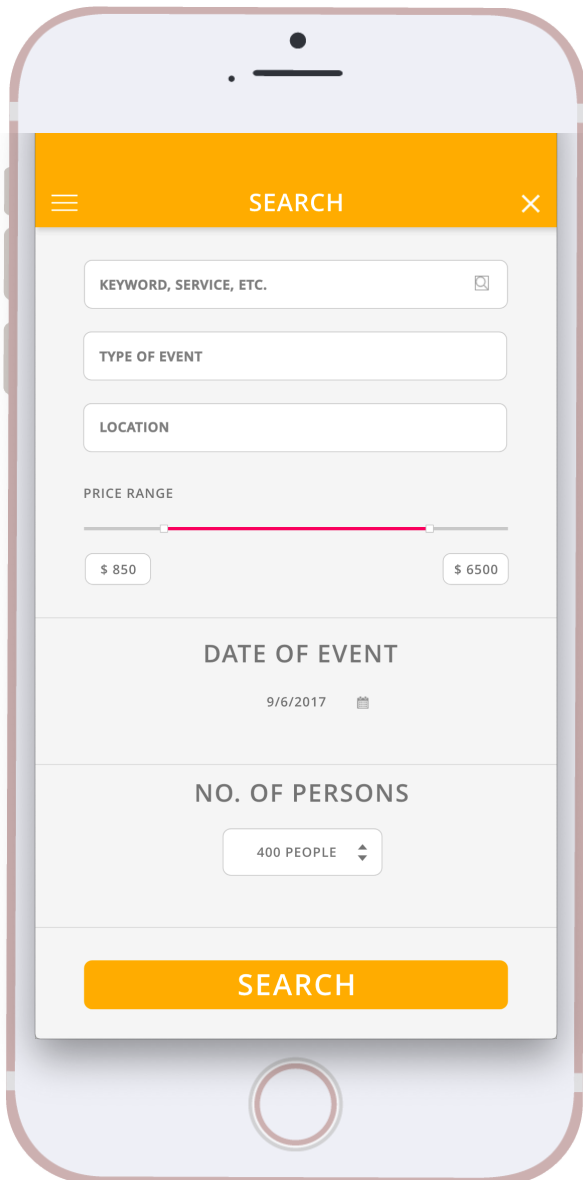 SEARCH
KEYWORD, SERVICE, ETC.
TYPE OF EVENT
LOCATION
PRICE RANGE
$ 850
$ 6500
DATE OF EVENT
9/6/2017
NO. OF PERSONS
400 PEOPLE
SEARCH